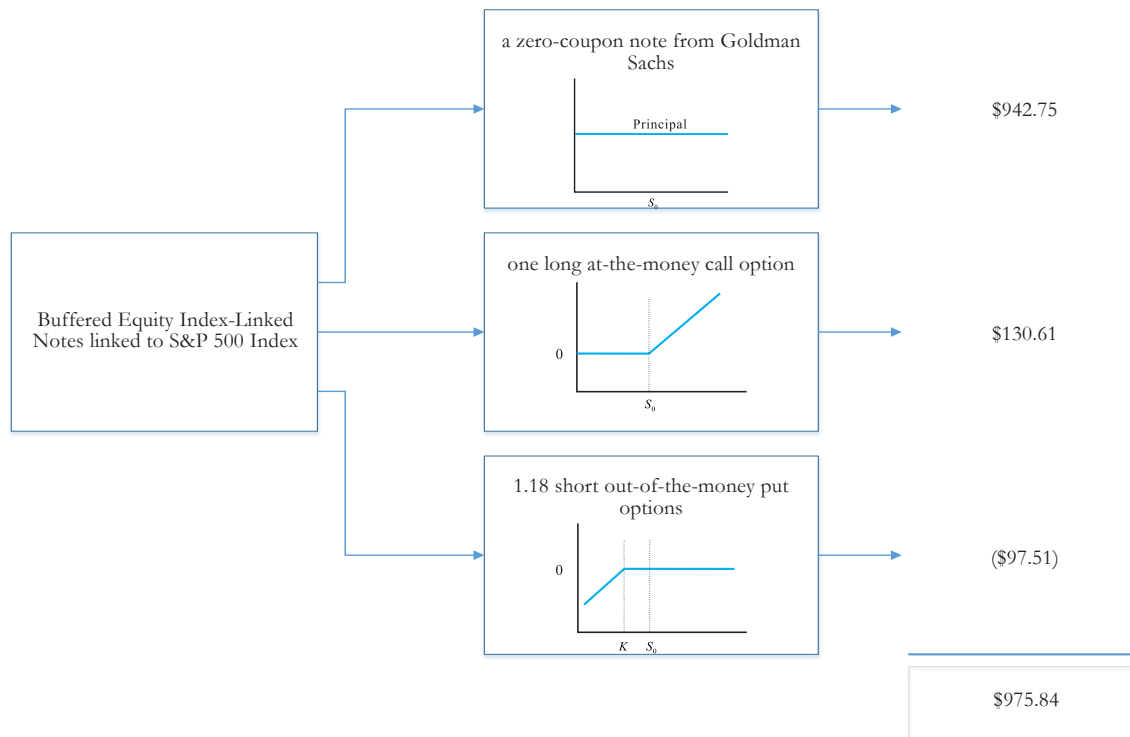 a zero-coupon note from Goldman
Sachs
Principal
S₀
$942.75
Buffered Equity Index-Linked
Notes linked to S&P 500 Index
one long at-the-money call option
0
S₀
$130.61
1.18 short out-of-the-money put
options
0
K S₀
($97.51)
$975.84